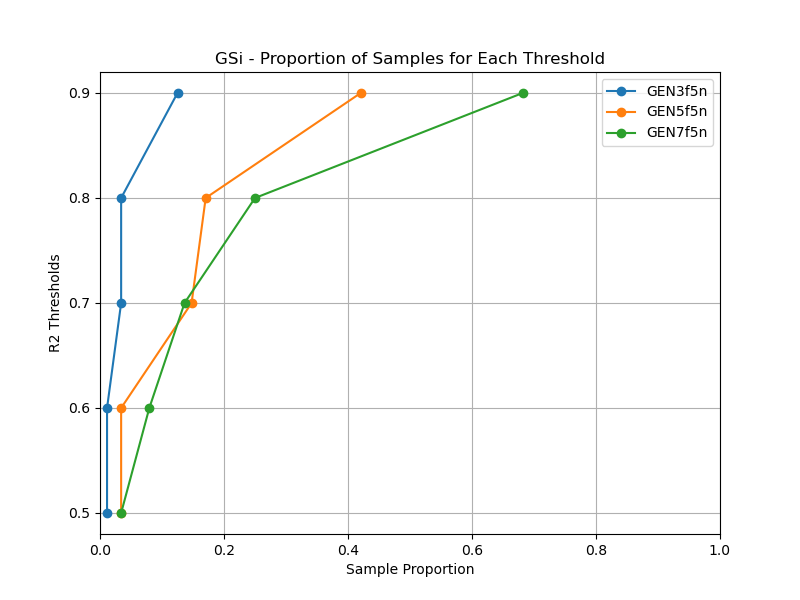 GSi - Proportion of Samples for Each Threshold
GEN3f5n
GEN5f5n
GEN7f5n
0.9
0.8
0.7
0.6
0.5
R2 Thresholds
0.0 0.2 0.4 0.6 0.8 1.0
Sample Proportion